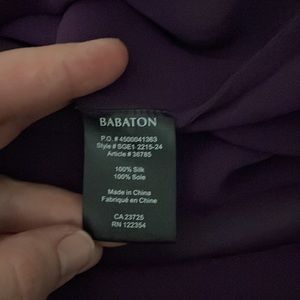 BABATON
P.O. # 4500041363
Style # SGE1 2215-24
Article # 36785
100% Silk
100% Soie
Made in China
Fabriqué en Chine
CA 23725
RN 122354